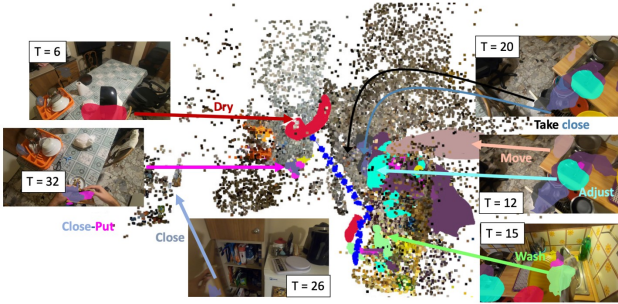 T = 6
T = 20
Dry
Take close
T = 32
Move
Adjust
T = 12
Close-Put
Close
T = 15
Wash
T = 26